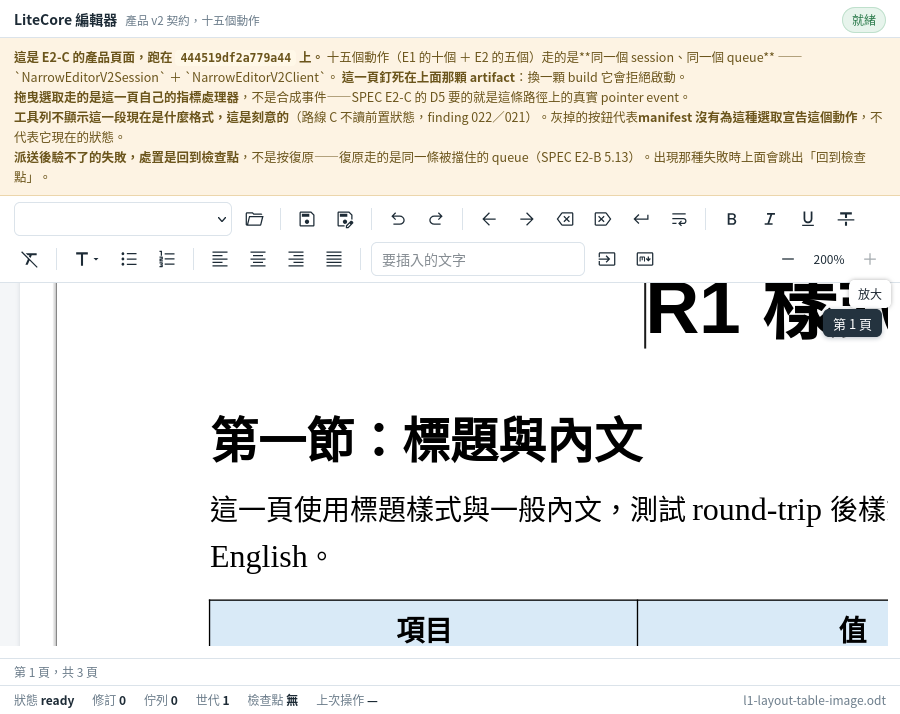 LiteCore 編輯器 產品 v2 契約，十五個動作 就緒
這是 E2-C 的產品頁面，跑在 444519df2a779a44 上。 十五個動作（E1 的十個 ＋ E2 的五個）走的是**同一個 session、同一個 queue** ——
`NarrowEditorV2Session` ＋ `NarrowEditorV2Client`。 這一頁釘死在上面那顆 artifact：換一顆 build 它會拒絕啟動。
拖曳選取走的是這一頁自己的指標處理器，不是合成事件——SPEC E2-C 的 D5 要的就是這條路徑上的真實 pointer event。
工具列不顯示這一段現在是什麼格式，這是刻意的（路線 C 不讀前置狀態，finding 022／021）。灰掉的按鈕代表manifest 沒有為這種選取宣告這個動作，不
代表它現在的狀態。
派送後驗不了的失敗，處置是回到檢查點，不是按復原——復原走的是同一條被擋住的 queue（SPEC E2-B 5.13）。出現那種失敗時上面會跳出「回到檢查
點」。
要插入的文字 200%
放大
第 1 頁
第一節：標題與內文
這一頁使用標題樣式與一般內文，測試 round-trip 後樣
English。
項目 值
第 1 頁，共 3 頁
狀態 ready 修訂 0 佇列 0 世代 1 檢查點 無 上次操作 — l1-layout-table-image.odt